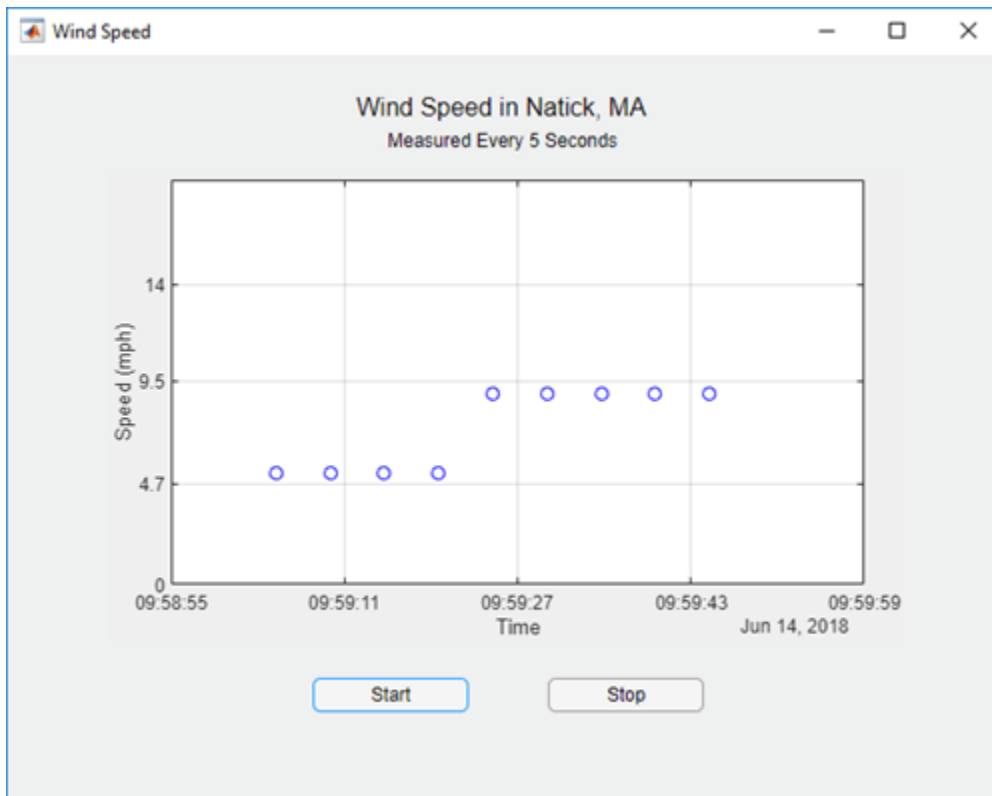 Wind Speed
Wind Speed in Natick, MA
Measured Every 5 Seconds
14
9.5
4.7
0
Speed (mph)
09:58:55 09:59:11 09:59:27 09:59:43 09:59:59
Time
Jun 14, 2018
Start Stop